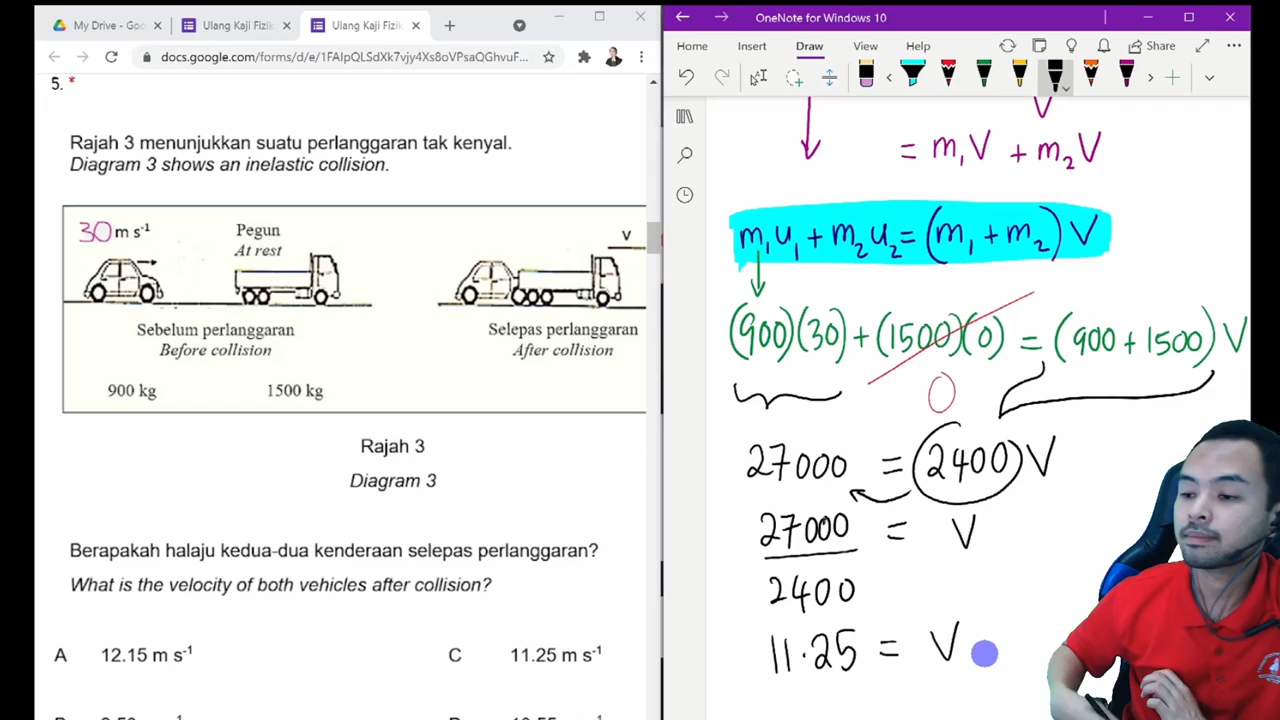 My Drive - Goo
Ulang Kaji Fizik
Ulang Kaji Fizik
docs.google.com/forms/d/e/1FAIpQLSdXk7vjy4Xs8oVPsaQGhvuF...
5. *
Rajah 3 menunjukkan suatu perlanggaran tak kenyal.
Diagram 3 shows an inelastic collision.
30 m s⁻¹
Pegun
At rest
v
Sebelum perlanggaran
Before collision
Selepas perlanggaran
After collision
900 kg
1500 kg
Rajah 3
Diagram 3
Berapakah halaju kedua-dua kenderaan selepas perlanggaran?
What is the velocity of both vehicles after collision?
A 12.15 m s⁻¹
C 11.25 m s⁻¹
OneNote for Windows 10
Home Insert Draw View Help
Share
V
= m₁V + m₂V
m₁u₁ + m₂u₂ = (m₁ + m₂) V
(900)(30) + (1500)(0) = (900 + 1500) V
0
27000 = 2400 V
27000 = V
2400
11.25 = V